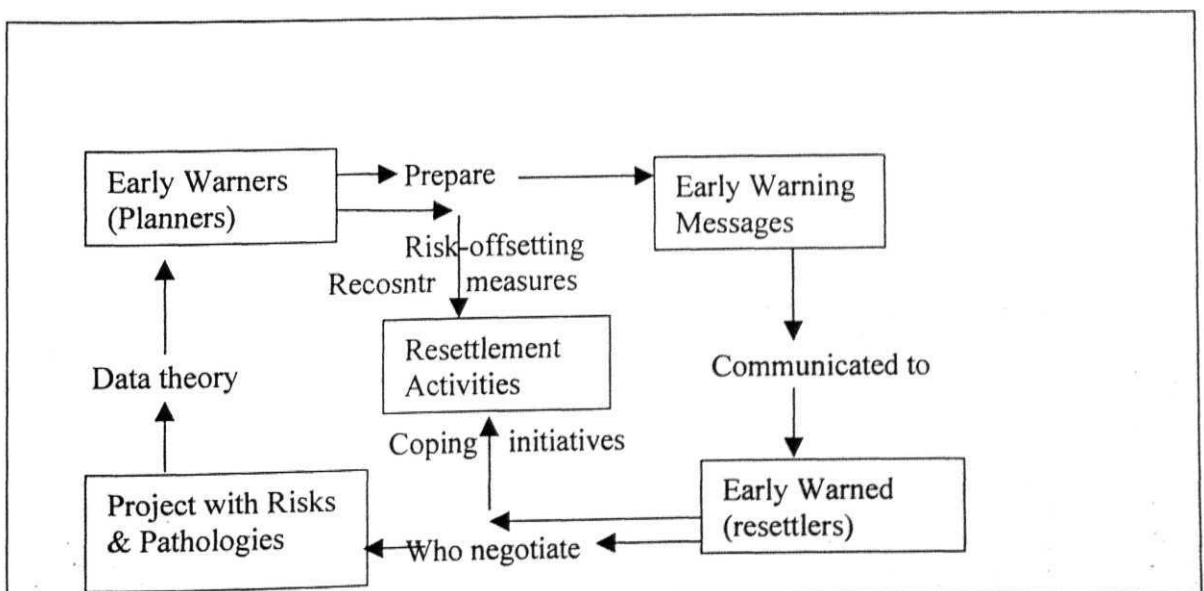 Early Warners
(Planners)
Prepare
Early Warning
Messages
Risk-offsetting
Recosntr measures
Resettlement
Activities
Data theory
Communicated to
Coping initiatives
Project with Risks
& Pathologies
Who negotiate
Early Warned
(resettlers)